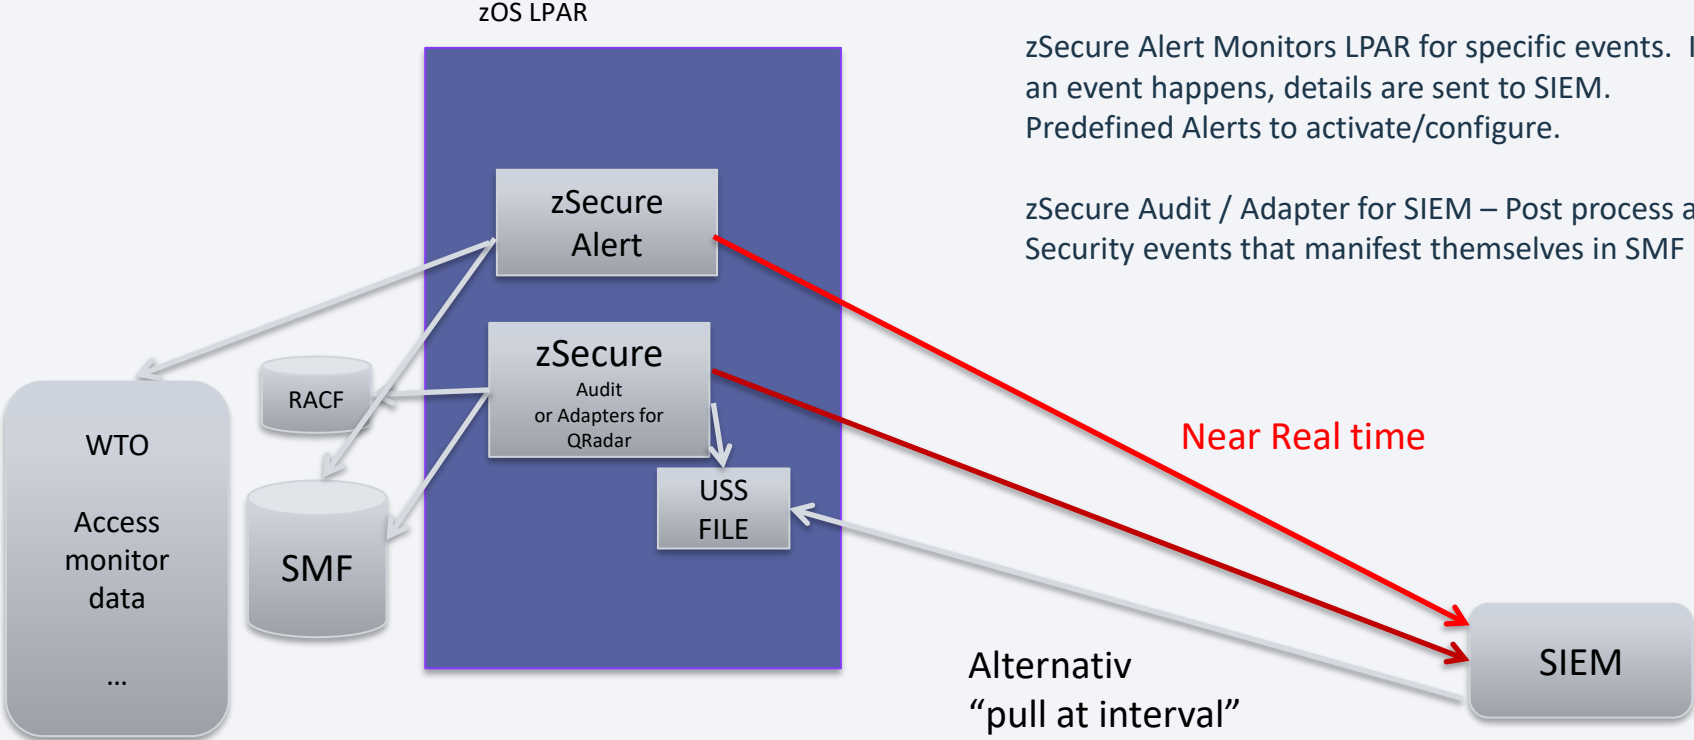 zOS LPAR
zSecure Alert Monitors LPAR for specific events.
an event happens, details are sent to SIEM.
Predefined Alerts to activate/configure.
zSecure Audit / Adapter for SIEM – Post process
Security events that manifest themselves in SMF
zSecure
Alert
zSecure
Audit
or Adapters for
QRadar
RACF
WTO
Access
monitor
data
...
SMF
USS
FILE
Near Real time
Alternativ
“pull at interval”
SIEM